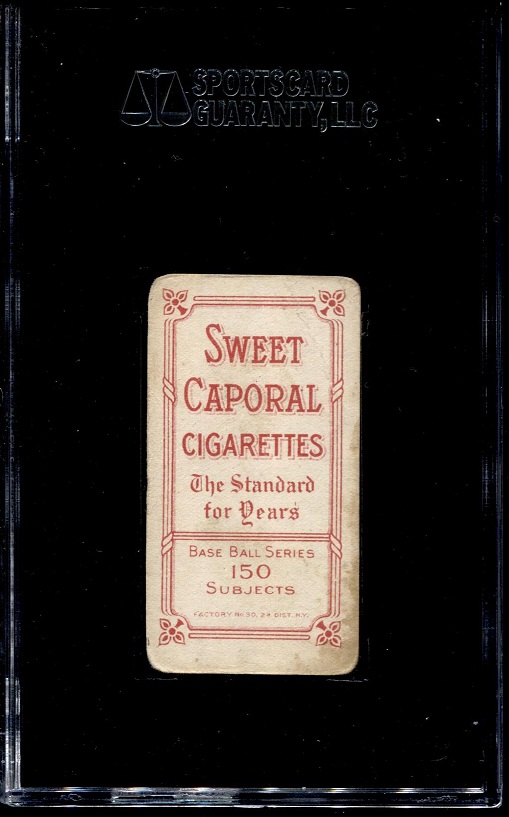 SPORTSCARD
GUARANTY, LLC
SWEET
CAPORAL
CIGARETTES
The Standard
for Years
BASE BALL SERIES
150
SUBJECTS
FACTORY No 30, 2d DIST. N.Y.